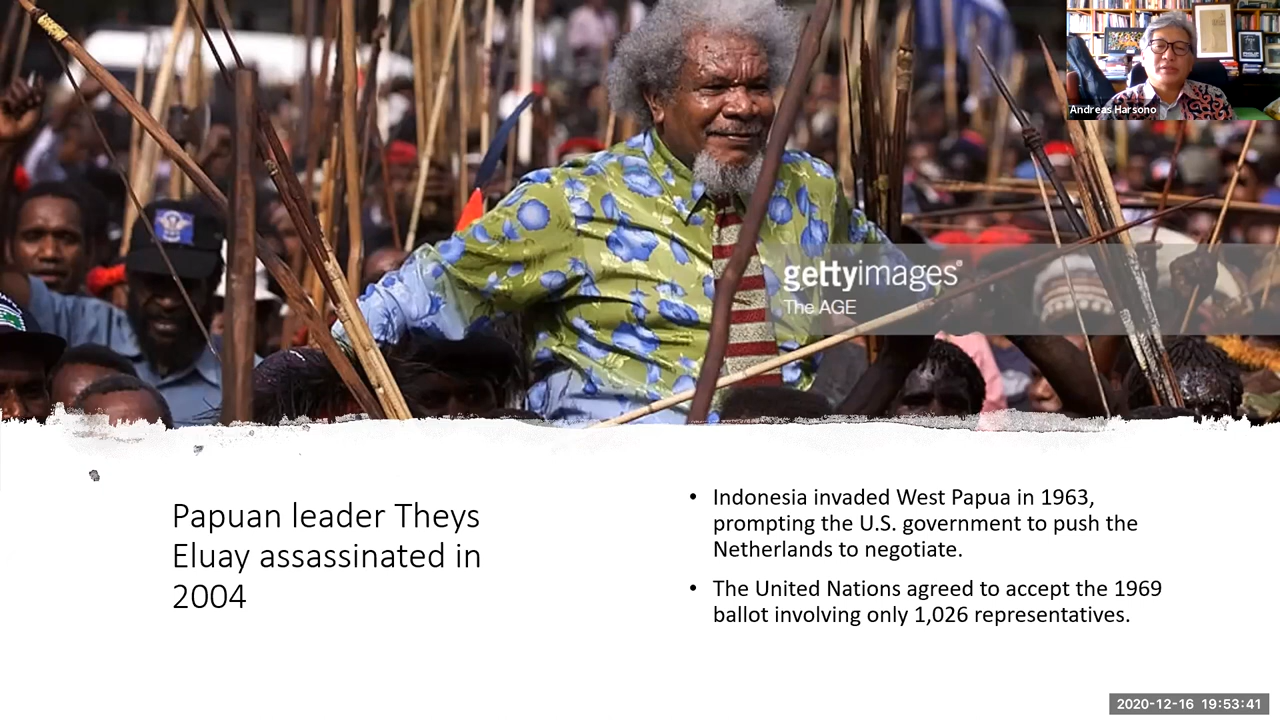 Andreas Harsono
gettyimages®
The AGE
Papuan leader Theys
Eluay assassinated in
2004
• Indonesia invaded West Papua in 1963,
prompting the U.S. government to push the
Netherlands to negotiate.
• The United Nations agreed to accept the 1969
ballot involving only 1,026 representatives.
2020-12-16 19:53:41